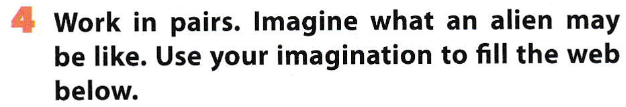 4 Work in pairs. Imagine what an alien may
be like. Use your imagination to fill the web
below.